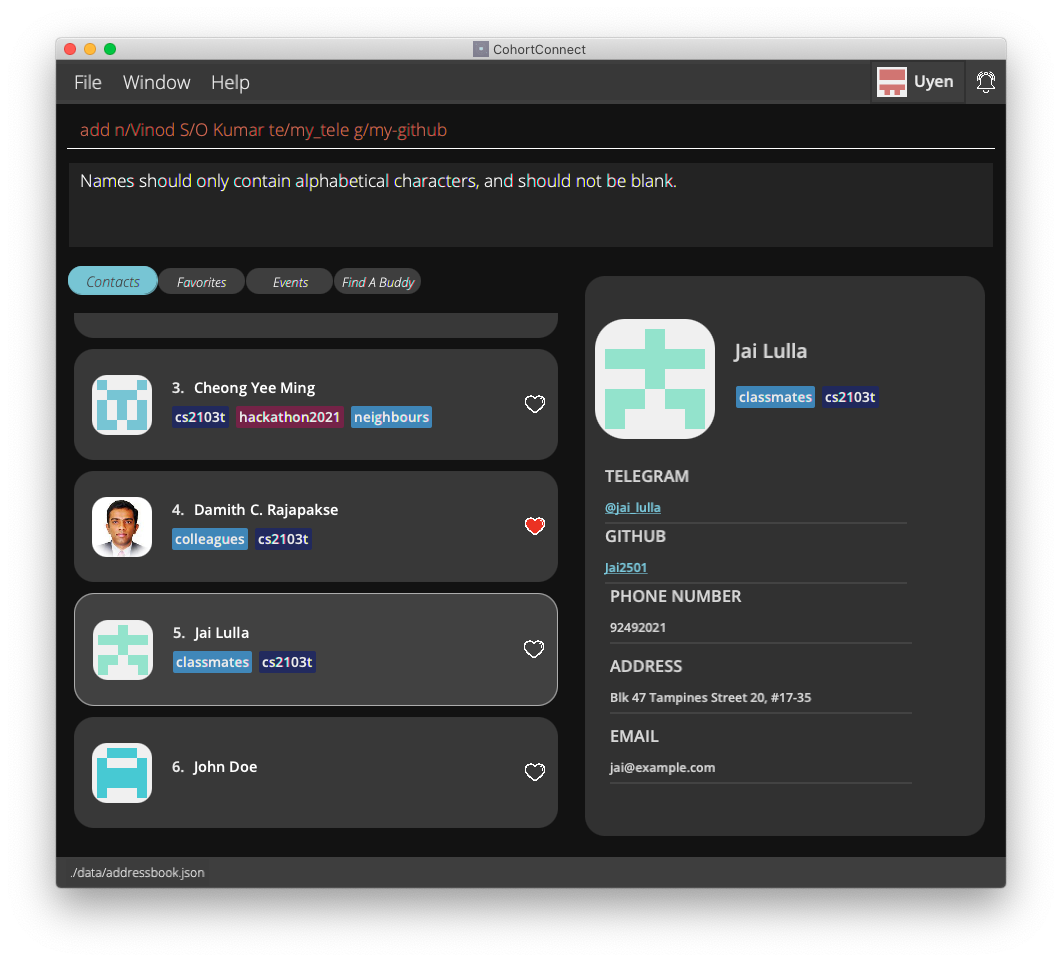 CohortConnect
File Window Help
Uyen
add n/Vinod S/O Kumar te/my_tele g/my-github
Names should only contain alphabetical characters, and should not be blank.
Contacts Favorites Events Find A Buddy
3. Cheong Yee Ming
cs2103t hackathon2021 neighbours
4. Damith C. Rajapakse
colleagues cs2103t
5. Jai Lulla
classmates cs2103t
6. John Doe
Jai Lulla
classmates cs2103t
TELEGRAM
@jai_lulla
GITHUB
Jai2501
PHONE NUMBER
92492021
ADDRESS
Blk 47 Tampines Street 20, #17-35
EMAIL
jai@example.com
./data/addressbook.json